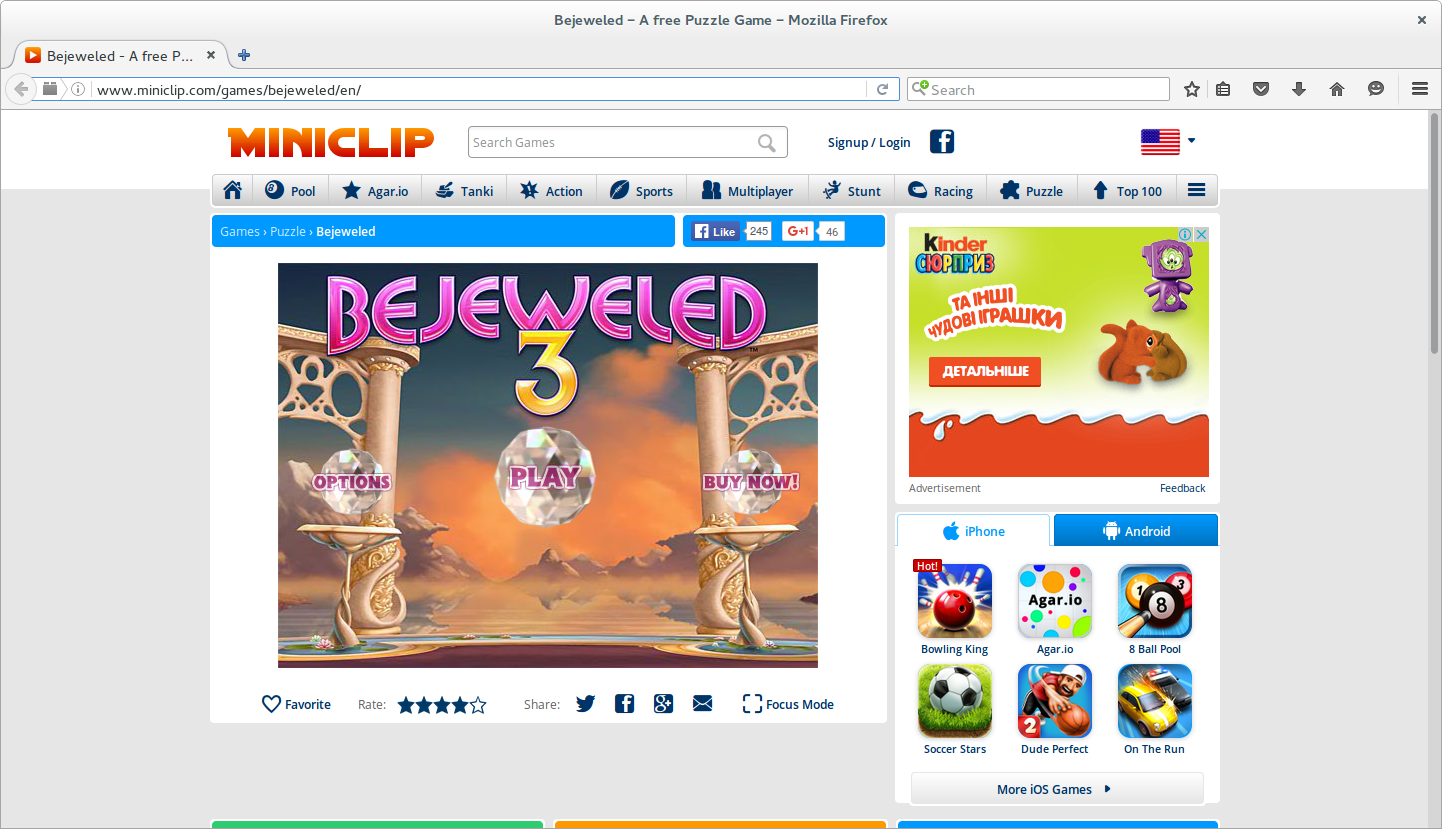 Bejeweled – A free Puzzle Game – Mozilla Firefox
Bejeweled - A free P...
www.miniclip.com/games/bejeweled/en/
Search
MINICLIP
Search Games
Signup / Login
Pool
Agar.io
Tanki
Action
Sports
Multiplayer
Stunt
Racing
Puzzle
Top 100
Games › Puzzle › Bejeweled
Like
245
G+1
46
BEJEWELED
3
OPTIONS
PLAY
BUY NOW!
Favorite
Rate:
Share:
Focus Mode
Kinder
СЮРПРИЗ
ТА ІНШІ
ЧУДОВІ ІГРАШКИ
ДЕТАЛЬНІШЕ
Advertisement
Feedback
iPhone
Android
Hot!
Agar.io
1
8
3
Bowling King
Agar.io
8 Ball Pool
2
Soccer Stars
Dude Perfect
On The Run
More iOS Games